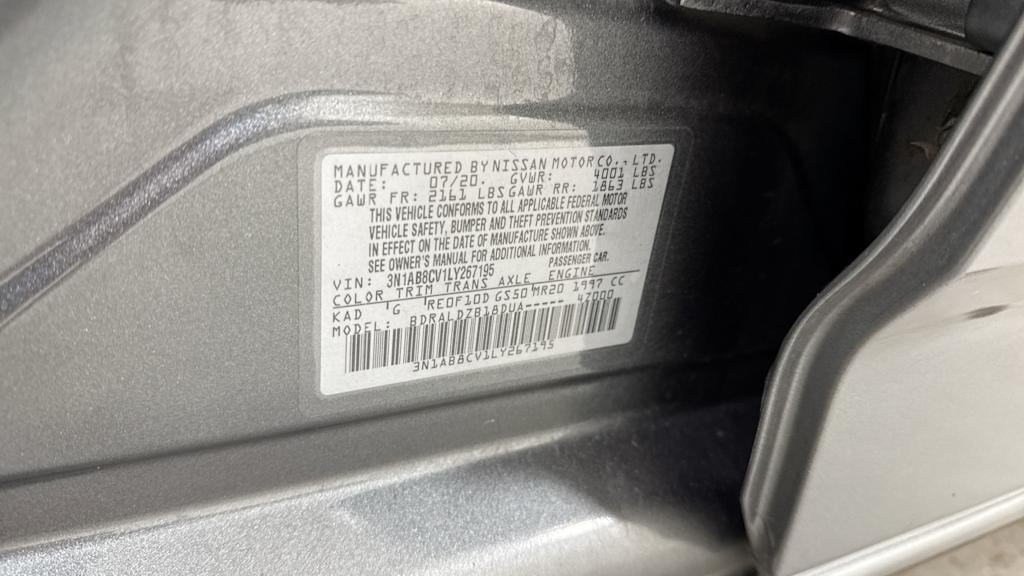 MANUFACTURED BY NISSAN MOTOR CO., LTD.
DATE: 07/20. GVWR: 4001 LBS
GAWR FR: 2161 LBS GAWR RR: 1863 LBS
THIS VEHICLE CONFORMS TO ALL APPLICABLE FEDERAL MOTOR
VEHICLE SAFETY, BUMPER AND THEFT PREVENTION STANDARDS
IN EFFECT ON THE DATE OF MANUFACTURE SHOWN ABOVE.
SEE OWNER'S MANUAL FOR ADDITIONAL INFORMATION.
VIN: 3N1AB8CV1LY267195 PASSENGER CAR.
COLOR TRIM TRANS AXLE ENGINE
KAD 'G RE0F10D GS50 MR20 1997 CC
MODEL: BDRALDZB18DUA----- 47000
3N1AB8CV1LY267195